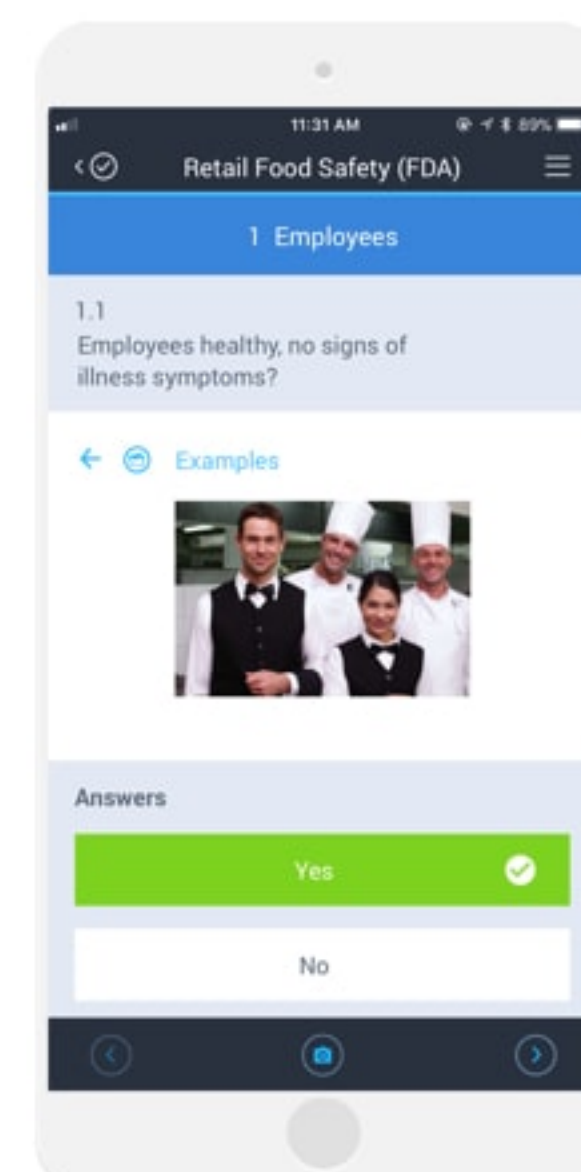 11:31 AM
89%
Retail Food Safety (FDA)
1 Employees
1.1
Employees healthy, no signs of
illness symptoms?
Examples
Answers
Yes
No